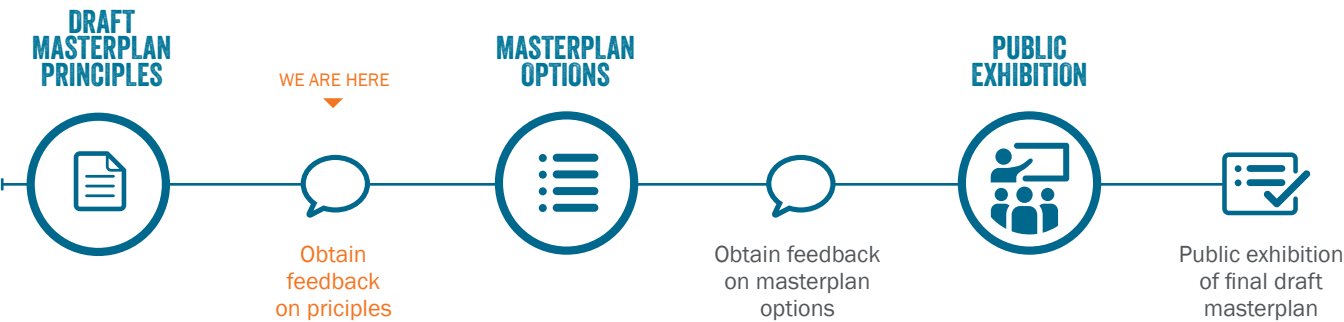 DRAFT
MASTERPLAN
PRINCIPLES
WE ARE HERE
Obtain
feedback
on priciples
MASTERPLAN
OPTIONS
Obtain feedback
on masterplan
options
PUBLIC
EXHIBITION
Public exhibition
of final draft
masterplan